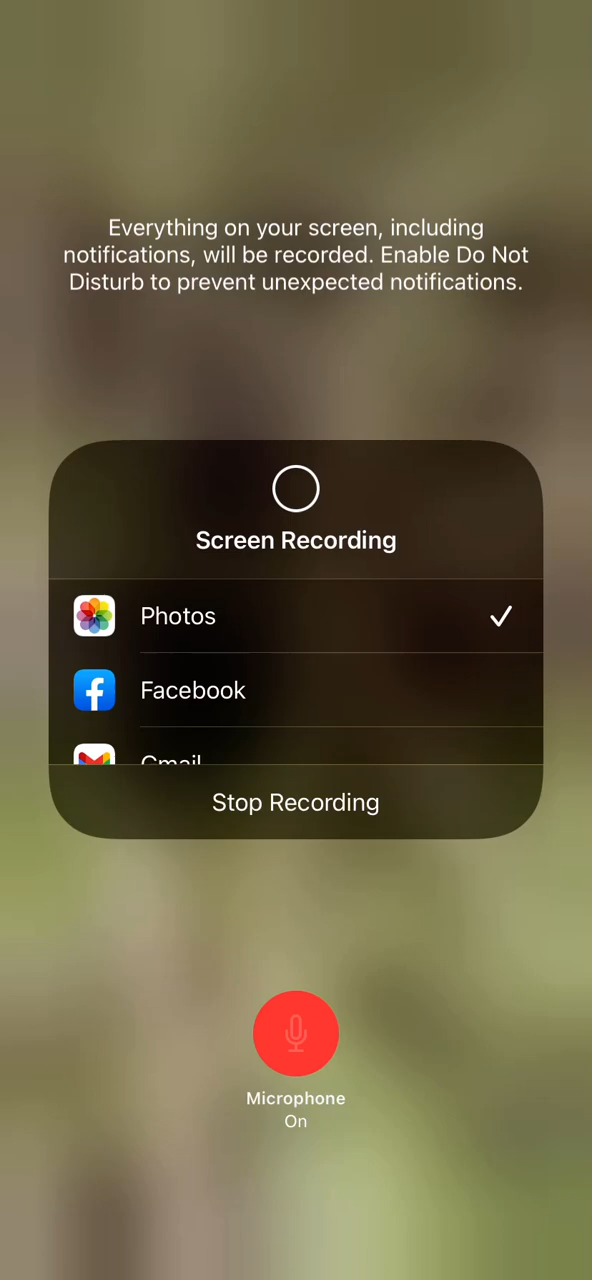 Everything on your screen, including
notifications, will be recorded. Enable Do Not
Disturb to prevent unexpected notifications.
Screen Recording
Photos
Facebook
Gmail
Stop Recording
Microphone
On